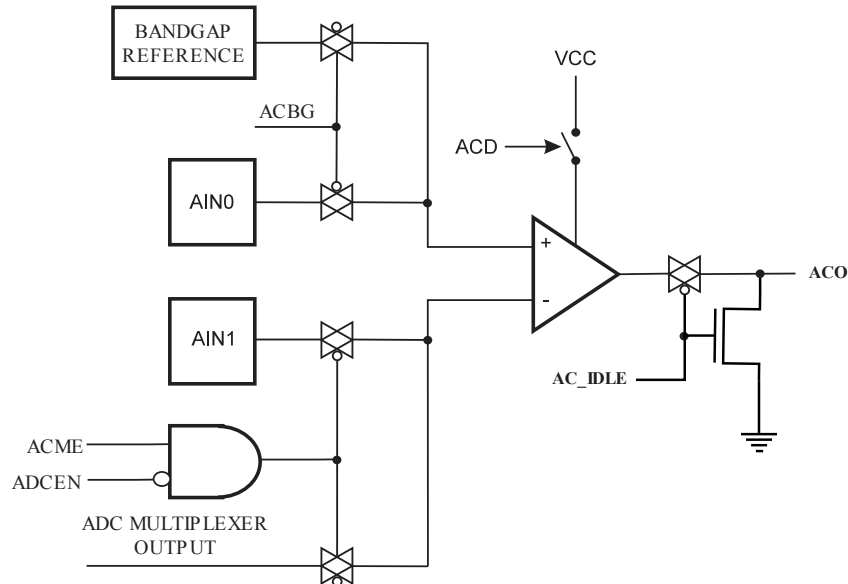 BANDGAP
REFERENCE
ACBG
VCC
ACD
AIN0
+
-
ACO
AIN1
AC_IDLE
ACME
ADCEN
ADC MULTIPLEXER
OUTPUT